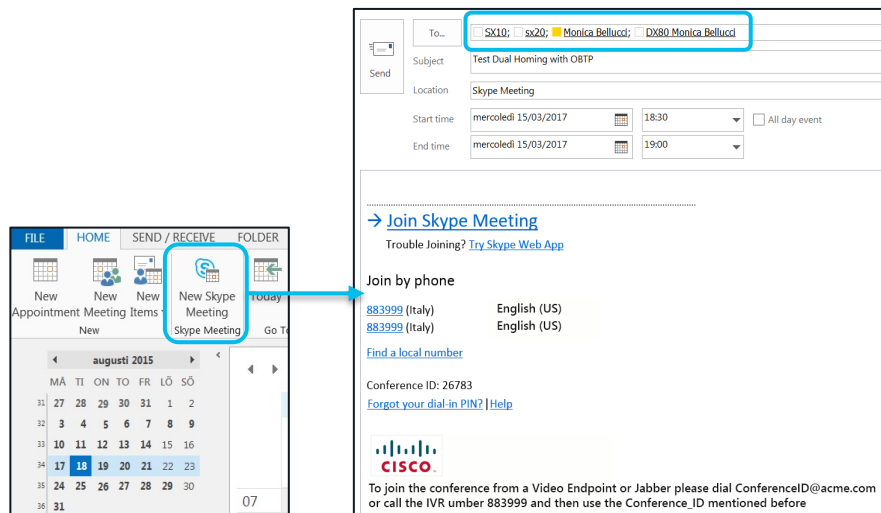 FILE HOME SEND / RECEIVE FOLDER
New Appointment
New Meeting
New Items
New Skype Meeting
Today
New
Skype Meeting
Go To
augusti 2015
MÅ TI ON TO FR LÖ SÖ
31 27 28 29 30 31 1 2
32 3 4 5 6 7 8 9
33 10 11 12 13 14 15 16
34 17 18 19 20 21 22 23
35 24 25 26 27 28 29 30
36 31
07
Send
To... SX10; sx20; Monica Bellucci; DX80 Monica Bellucci
Subject Test Dual Homing with OBTP
Location Skype Meeting
Start time mercoledì 15/03/2017 18:30 All day event
End time mercoledì 15/03/2017 19:00
→ Join Skype Meeting
Trouble Joining? Try Skype Web App
Join by phone
883999 (Italy) English (US)
883999 (Italy) English (US)
Find a local number
Conference ID: 26783
Forgot your dial-in PIN? | Help
CISCO.
To join the conference from a Video Endpoint or Jabber please dial ConferenceID@acme.com
or call the IVR umber 883999 and then use the Conference_ID mentioned before